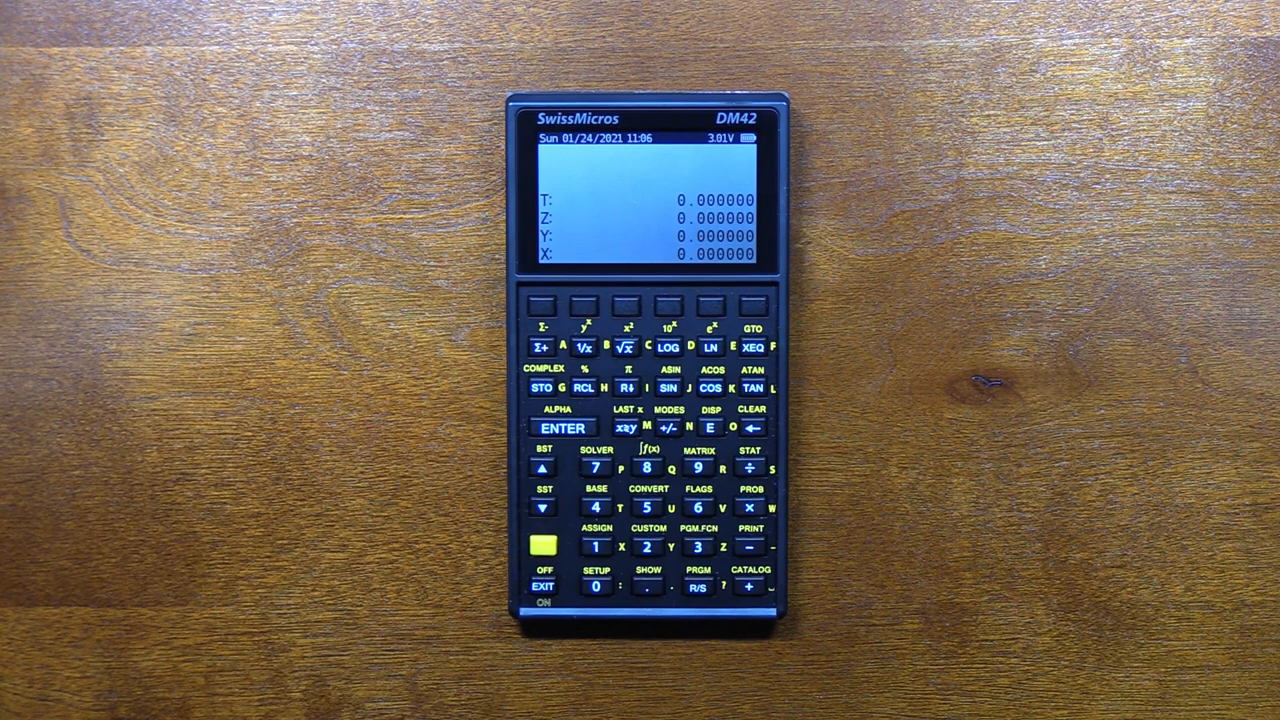 SwissMicros DM42
Sun 01/24/2021 11:06 3.01V
T: 0.000000
Z: 0.000000
Y: 0.000000
X: 0.000000
Σ- yˣ x² 10ˣ eˣ GTO
Σ+ A 1/x B √x C LOG D LN E XEQ F
COMPLEX % π ASIN ACOS ATAN
STO G RCL H R↓ I SIN J COS K TAN L
ALPHA LAST x MODES DISP CLEAR
ENTER x≷y M +/- N E O ←
BST SOLVER ∫f(x) MATRIX STAT
▲ 7 P 8 Q 9 R ÷ S
SST BASE CONVERT FLAGS PROB
▼ 4 T 5 U 6 V × W
ASSIGN CUSTOM PGM.FCN PRINT
1 X 2 Y 3 Z − -
OFF SETUP SHOW PRGM CATALOG
EXIT 0 : . . R/S ? + ␣
ON